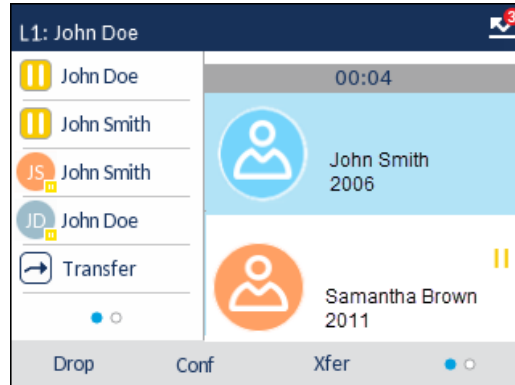 L1: John Doe
3
John Doe
John Smith
JS John Smith
JD John Doe
Transfer
00:04
John Smith
2006
Samantha Brown
2011
Drop Conf Xfer